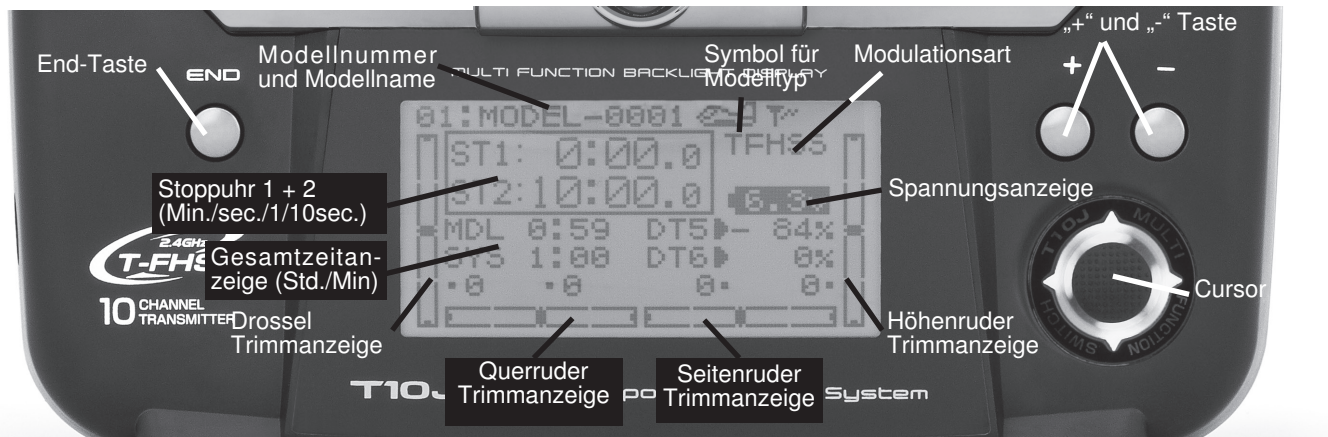 „+“ und „-“ Taste
End-Taste
END
Modellnummer
und Modellname
MULTI FUNCTION BACKLIGHT DISPLAY
Symbol für
Modelltyp
Modulationsart
+
–
01:MODEL-0001
ST1: 0:00.0
TFHSS
ST2:10:00.0
6.3V
Stoppuhr 1 + 2
(Min./sec./1/10sec.)
Spannungsanzeige
MDL 0:59 DT5 – 84%
SYS 1:00 DT6 0%
Gesamtzeitan-
zeige (Std./Min)
·0 ·0 0· 0·
2.4GHz
T-FHS
10 CHANNEL
TRANSMITTER
T10J
MULTI
FUNCTION
SWITCH
Cursor
Drossel
Trimmanzeige
Höhenruder
Trimmanzeige
Querruder
Trimmanzeige
Seitenruder
Trimmanzeige
T10J
po
System